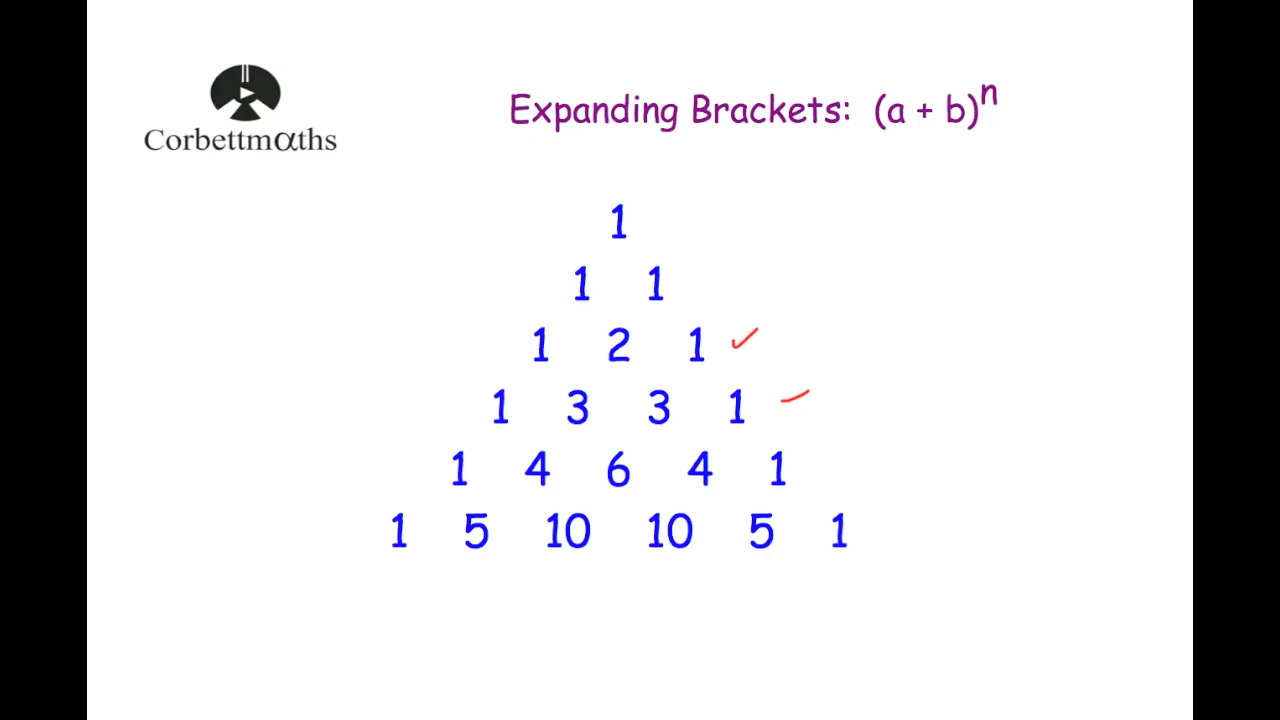 Corbettmαths
Expanding Brackets: (a + b)ⁿ
1
1 1
1 2 1
1 3 3 1
1 4 6 4 1
1 5 10 10 5 1